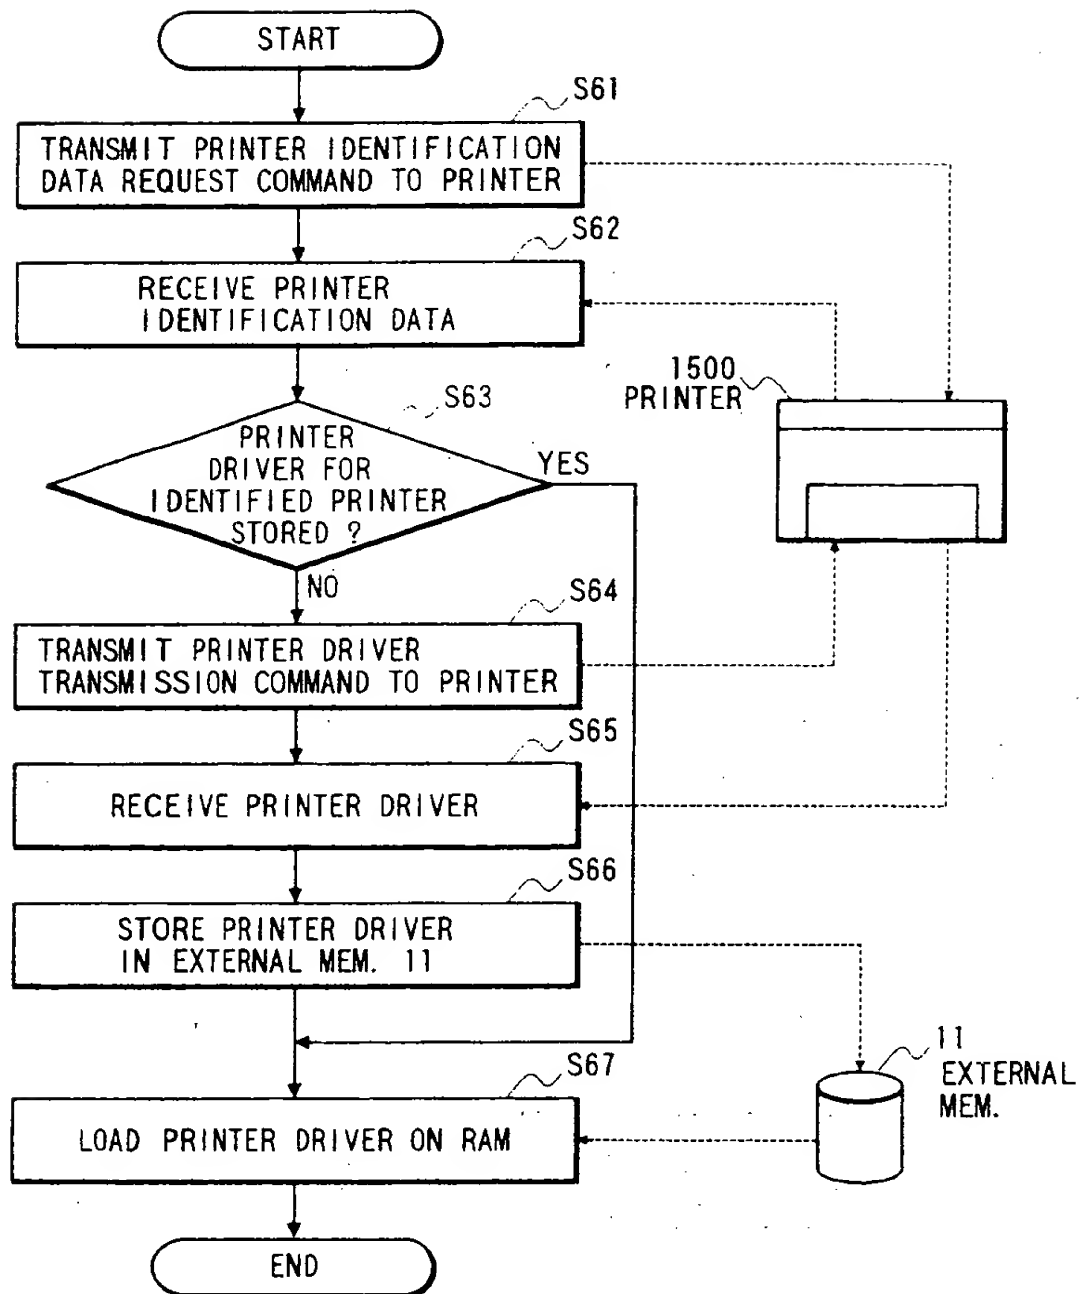 START
S61
TRANSMIT PRINTER IDENTIFICATION
DATA REQUEST COMMAND TO PRINTER
S62
RECEIVE PRINTER
IDENTIFICATION DATA
1500
PRINTER
S63
PRINTER
DRIVER FOR
IDENTIFIED PRINTER
STORED ?
YES
NO
S64
TRANSMIT PRINTER DRIVER
TRANSMISSION COMMAND TO PRINTER
S65
RECEIVE PRINTER DRIVER
S66
STORE PRINTER DRIVER
IN EXTERNAL MEM. 11
11
EXTERNAL
MEM.
S67
LOAD PRINTER DRIVER ON RAM
END